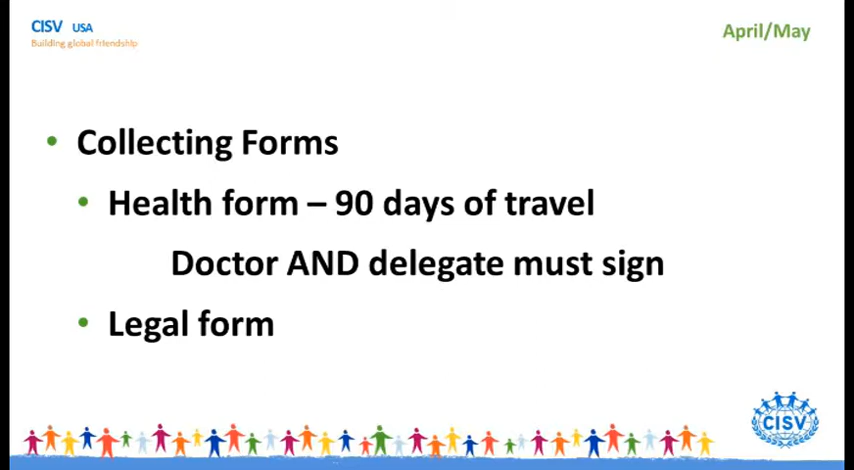 CISV USA
Building global friendship
April/May
• Collecting Forms
• Health form – 90 days of travel
Doctor AND delegate must sign
• Legal form
CISV